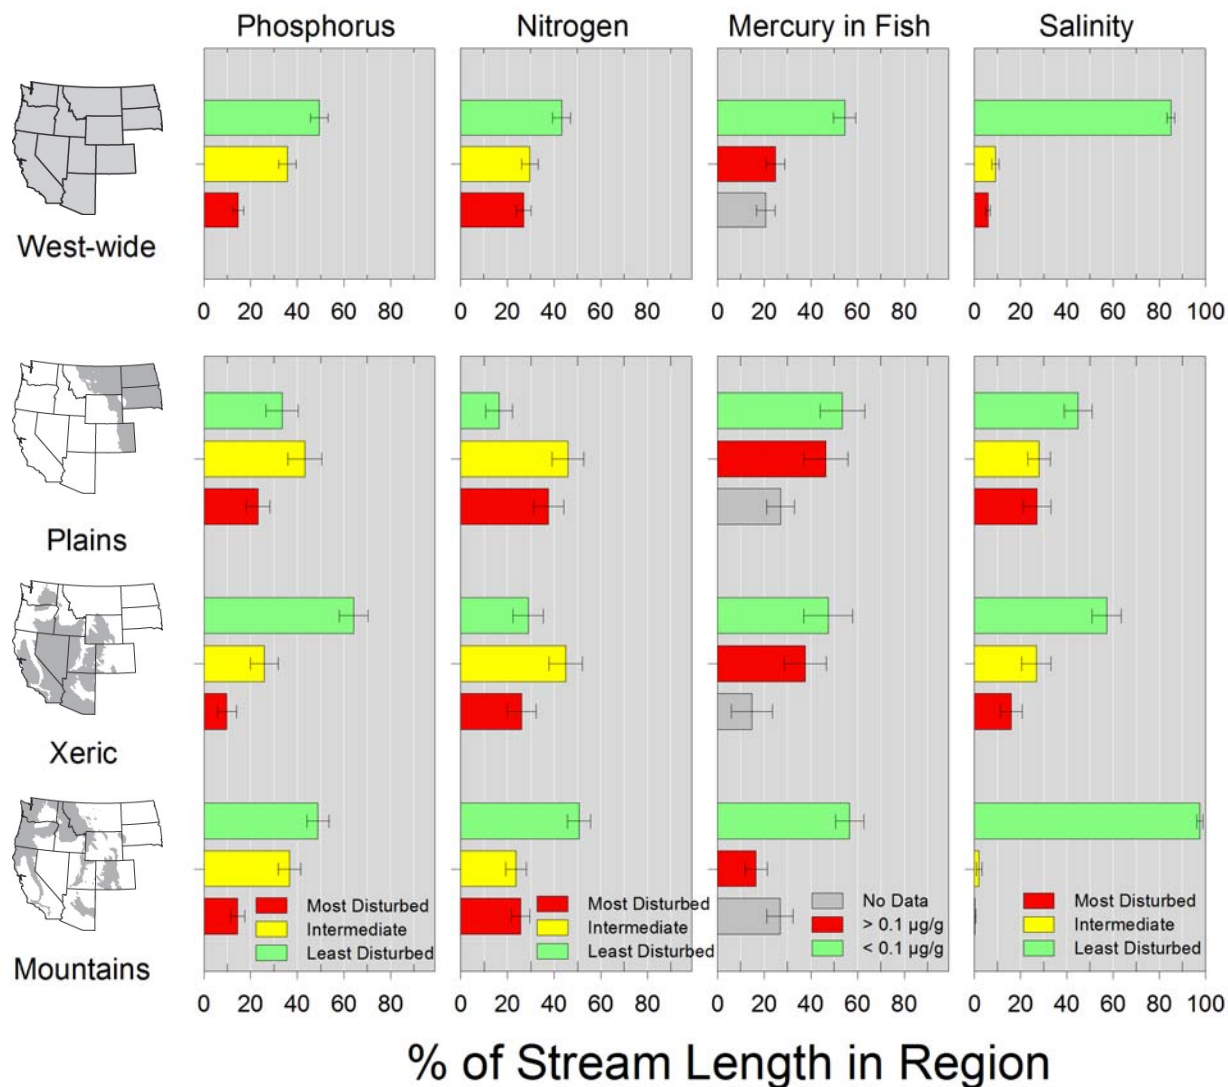 Phosphorus Nitrogen Mercury in Fish Salinity
West-wide
0 20 40 60 80 0 20 40 60 80 0 20 40 60 80 0 20 40 60 80 100
Plains
Xeric
Mountains
Most Disturbed
Intermediate
Least Disturbed
Most Disturbed
Intermediate
Least Disturbed
No Data
> 0.1 µg/g
< 0.1 µg/g
Most Disturbed
Intermediate
Least Disturbed
0 20 40 60 80 0 20 40 60 80 0 20 40 60 80 0 20 40 60 80 100
% of Stream Length in Region